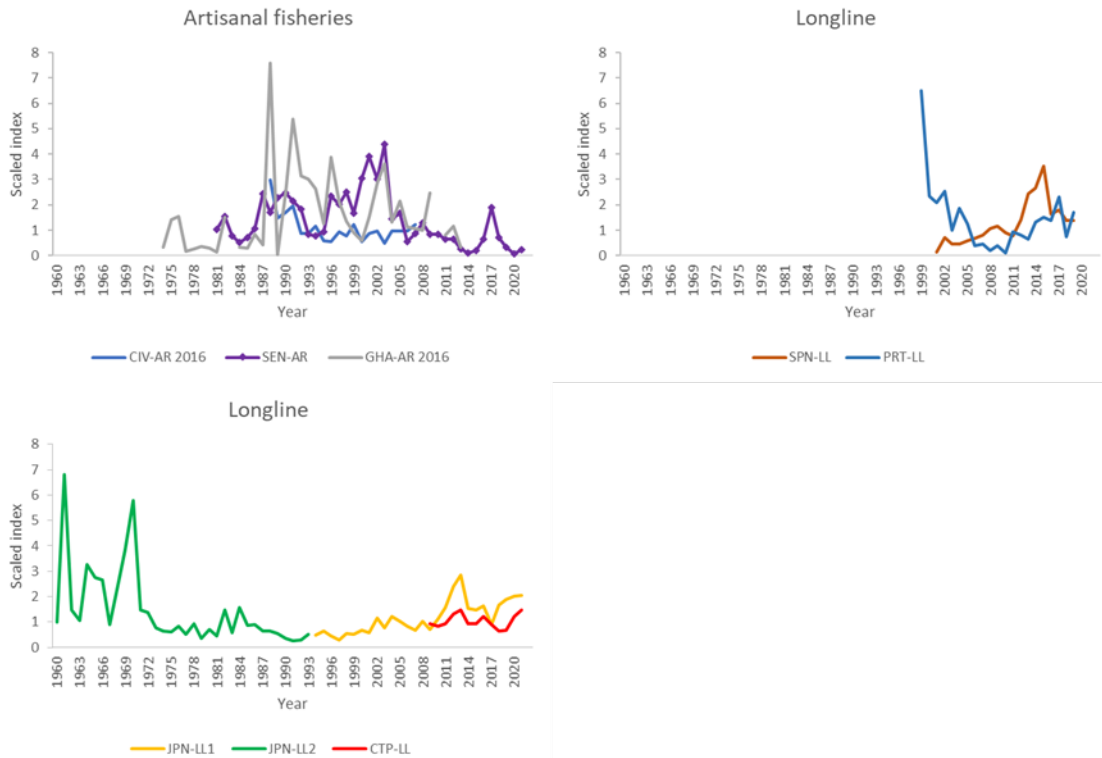 Artisanal fisheries
8
7
6
5
4
3
2
1
0
Scaled index
1960 1963 1966 1969 1972 1975 1978 1981 1984 1987 1990 1993 1996 1999 2002 2005 2008 2011 2014 2017 2020
Year
CIV-AR 2016 SEN-AR GHA-AR 2016
Longline
8
7
6
5
4
3
2
1
0
Scaled index
1960 1963 1966 1969 1972 1975 1978 1981 1984 1987 1990 1993 1996 1999 2002 2005 2008 2011 2014 2017 2020
Year
SPN-LL PRT-LL
Longline
8
7
6
5
4
3
2
1
0
Scaled index
1960 1963 1966 1969 1972 1975 1978 1981 1984 1987 1990 1993 1996 1999 2002 2005 2008 2011 2014 2017 2020
Year
JPN-LL1 JPN-LL2 CTP-LL